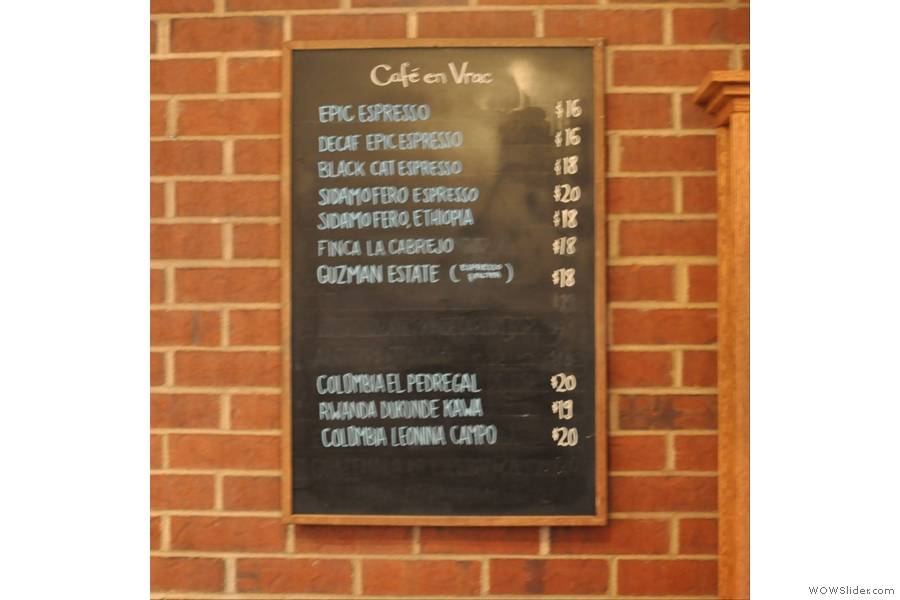 Café en Vrac
EPIC ESPRESSO $16
DECAF EPIC ESPRESSO $16
BLACK CAT ESPRESSO $18
SIDAMO FERO ESPRESSO $20
SIDAMO FERO, ETHIOPIA $18
FINCA LA CABREJO $18
GUZMAN ESTATE ( ESPRESSO ) $18
COLOMBIA EL PEDREGAL $20
RWANDA DUKUNDE KAWA $19
COLOMBIA LEONINA CAMPO $20
WOWSlider.com